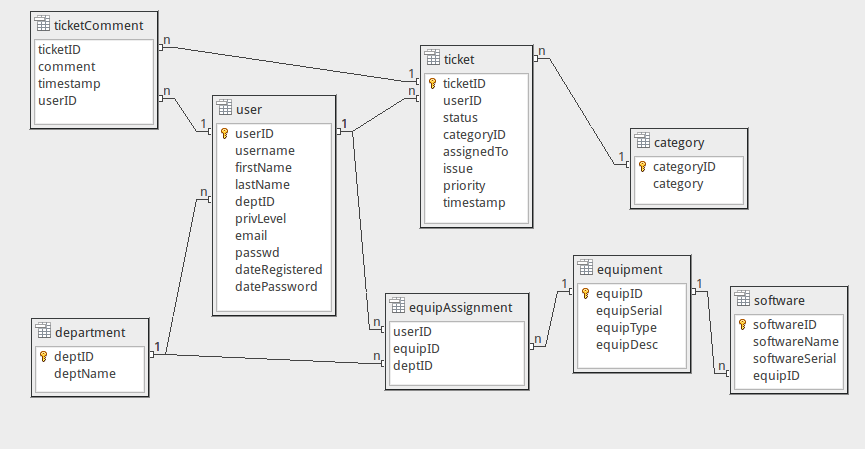 ticketComment
ticketID
comment
timestamp
userID
n
n
1
user
userID
username
firstName
lastName
deptID
privLevel
email
passwd
dateRegistered
datePassword
1
n
ticket
ticketID
userID
status
categoryID
assignedTo
issue
priority
timestamp
1
n
n
category
categoryID
category
1
department
deptID
deptName
1
equipAssignment
userID
equipID
deptID
n
n
n
equipment
equipID
equipSerial
equipType
equipDesc
1
1
software
softwareID
softwareName
softwareSerial
equipID
n